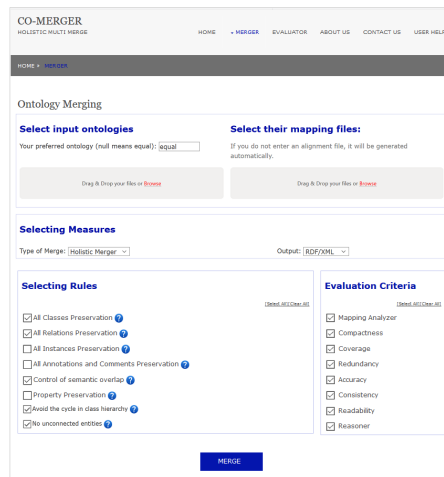 CO-MERGER
HOLISTIC MULTI MERGE
HOME MERGER EVALUATOR ABOUT US CONTACT US USER HELP
HOME » MERGER
Ontology Merging
Select input ontologies
Your preferred ontology (null means equal): equal
Drag & Drop your files or Browse
Select their mapping files:
If you do not enter an alignment file, it will be generated
automatically.
Drag & Drop your files or Browse
Selecting Measures
Type of Merge: Holistic Merger
Output: RDF/XML
Selecting Rules
[Select All|Clear All]
All Classes Preservation ?
All Relations Preservation ?
All Instances Preservation ?
All Annotations and Comments Preservation ?
Control of semantic overlap ?
Property Preservation ?
Avoid the cycle in class hierarchy ?
No unconnected entities ?
Evaluation Criteria
[Select All|Clear All]
Mapping Analyzer
Compactness
Coverage
Redundancy
Accuracy
Consistency
Readability
Reasoner
MERGE